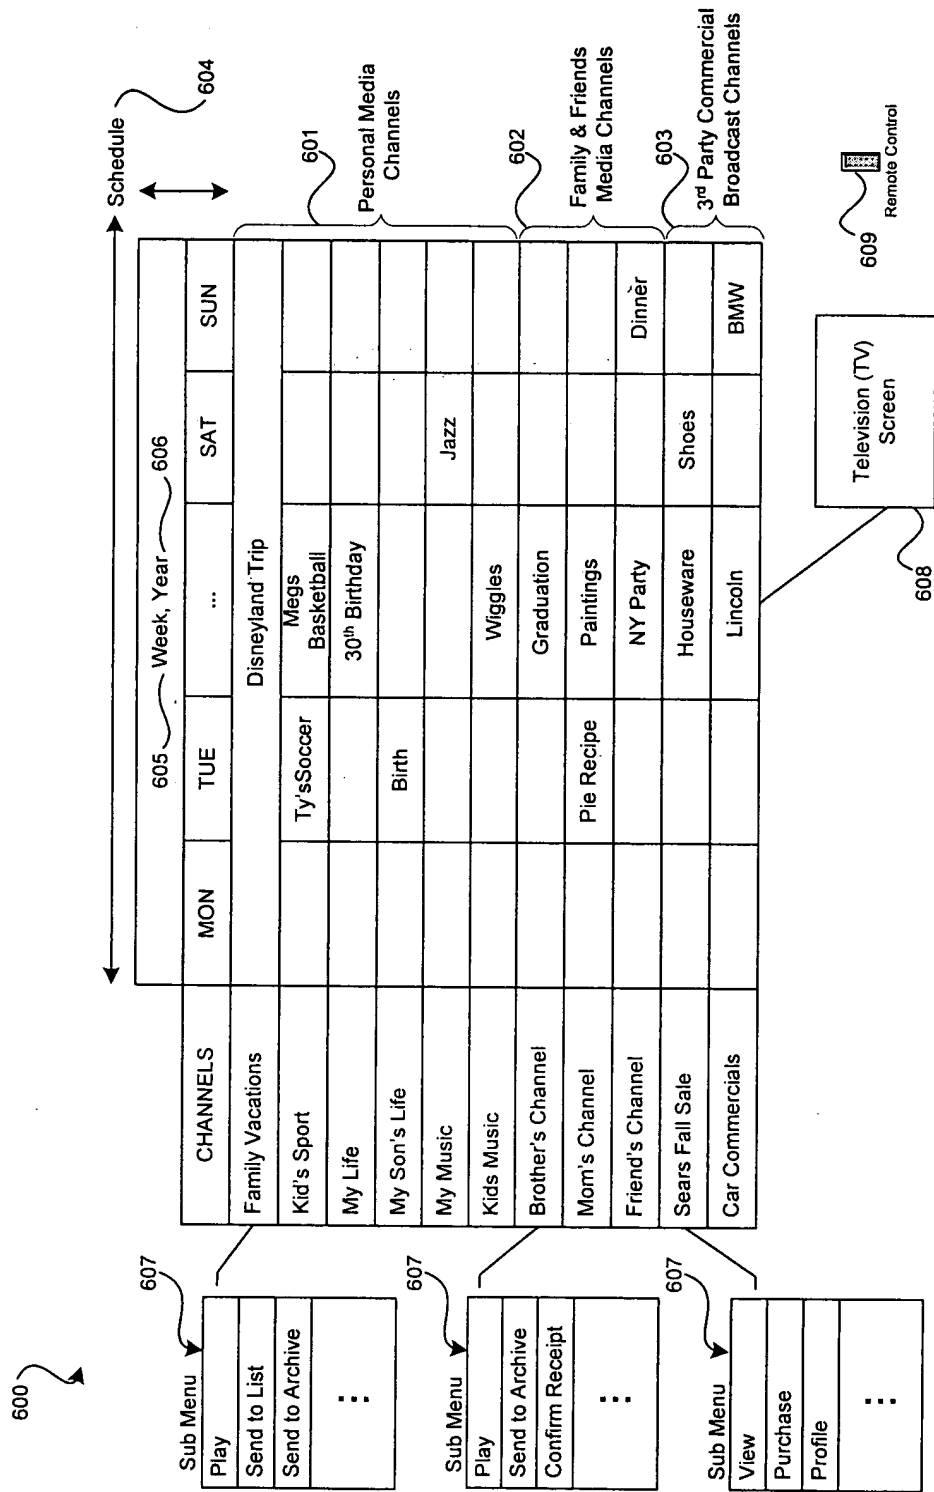 600
Schedule
604
605 Week, Year 606
CHANNELS MON TUE ... SAT SUN
Family Vacations Disneyland Trip
Kid's Sport Ty'sSoccer Megs Basketball
My Life 30th Birthday
My Son's Life Birth
My Music Jazz
Kids Music Wiggles
Brother's Channel Graduation
Mom's Channel Pie Recipe Paintings
Friend's Channel NY Party Dinner
Sears Fall Sale Houseware Shoes
Car Commercials Lincoln BMW
601
Personal Media
Channels
602
Family & Friends
Media Channels
603
3rd Party Commercial
Broadcast Channels
607
Sub Menu
Play
Send to List
Send to Archive
⋮
607
Sub Menu
Play
Send to Archive
Confirm Receipt
⋮
607
Sub Menu
View
Purchase
Profile
⋮
Television (TV)
Screen
608
609
Remote Control